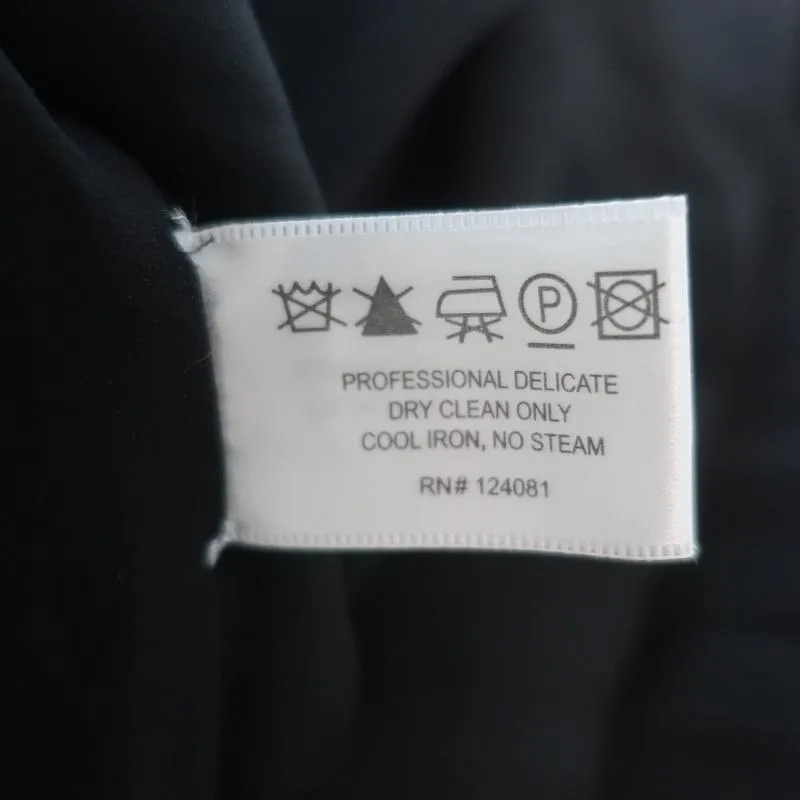 P
PROFESSIONAL DELICATE
DRY CLEAN ONLY
COOL IRON, NO STEAM
RN# 124081